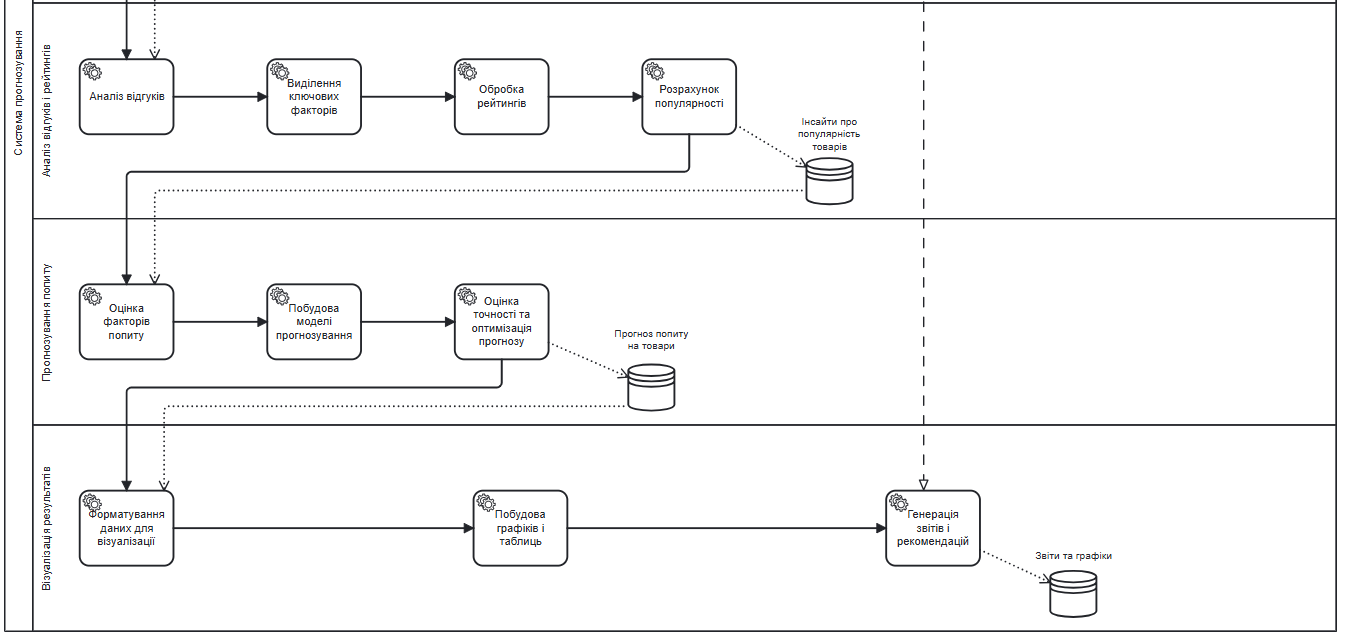 Система прогнозування
Аналіз відгуків і рейтингів
Аналіз відгуків
Виділення
ключових
факторів
Обробка
рейтингів
Розрахунок
популярності
Інсайти про
популярність
товарів
Прогнозування попиту
Оцінка
факторів
попиту
Побудова
моделі
прогнозування
Оцінка
точності та
оптимізація
прогнозу
Прогноз попиту
на товари
Візуалізація результатів
Форматування
даних для
візуалізації
Побудова
графіків і
таблиць
Генерація
звітів і
рекомендацій
Звіти та графіки